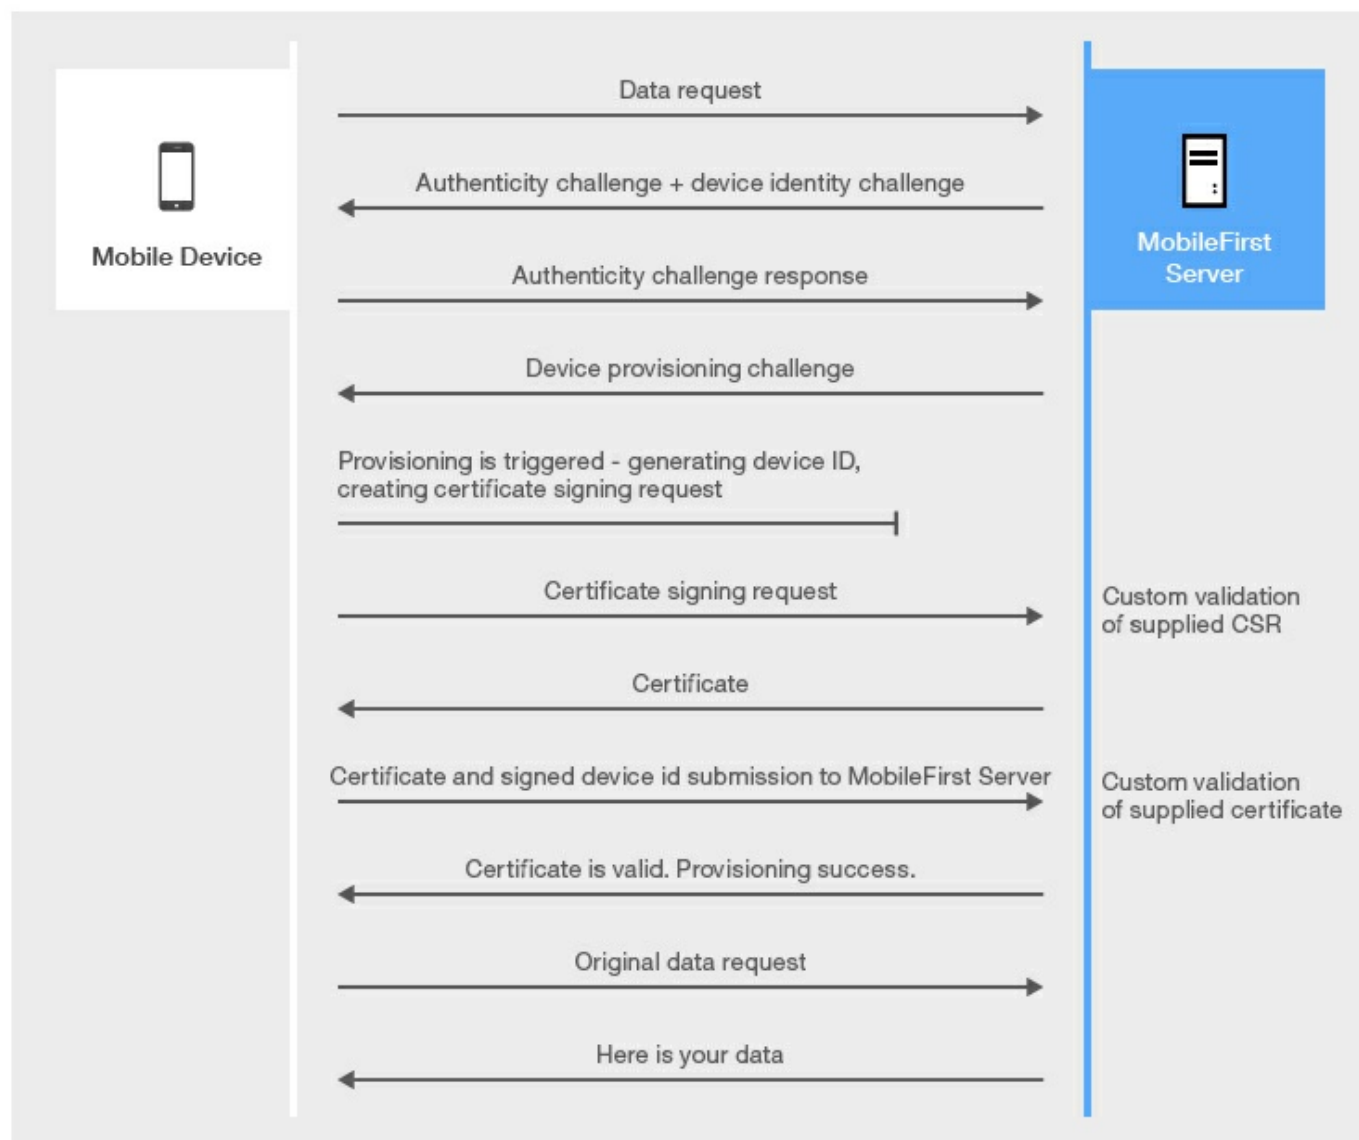 Data request
Authenticity challenge + device identity challenge
Mobile Device
MobileFirst
Server
Authenticity challenge response
Device provisioning challenge
Provisioning is triggered - generating device ID,
creating certificate signing request
Certificate signing request
Custom validation
of supplied CSR
Certificate
Certificate and signed device id submission to MobileFirst Server
Custom validation
of supplied certificate
Certificate is valid. Provisioning success.
Original data request
Here is your data